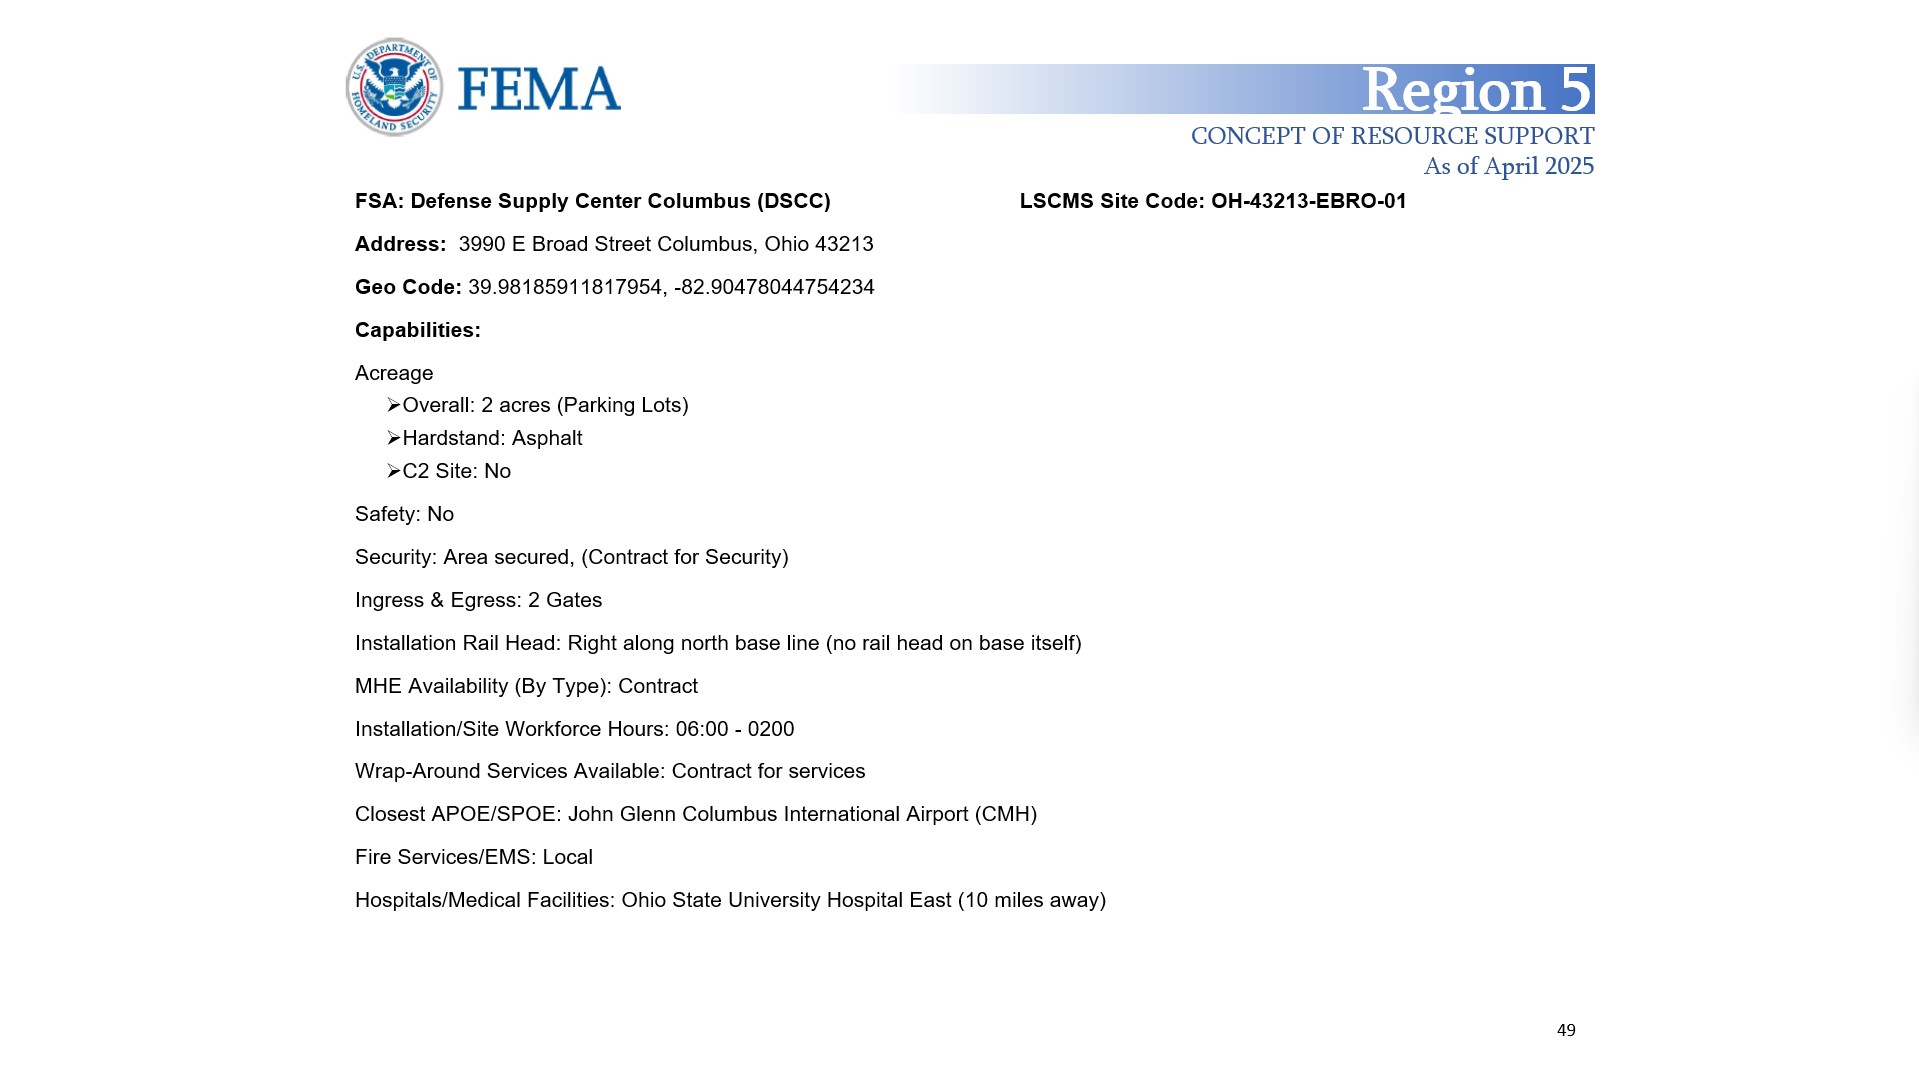 U.S. DEPARTMENT OF HOMELAND SECURITY
FEMA
Region 5
CONCEPT OF RESOURCE SUPPORT
As of April 2025
FSA: Defense Supply Center Columbus (DSCC) LSCMS Site Code: OH-43213-EBRO-01
Address: 3990 E Broad Street Columbus, Ohio 43213
Geo Code: 39.98185911817954, -82.90478044754234
Capabilities:
Acreage
➢Overall: 2 acres (Parking Lots)
➢Hardstand: Asphalt
➢C2 Site: No
Safety: No
Security: Area secured, (Contract for Security)
Ingress & Egress: 2 Gates
Installation Rail Head: Right along north base line (no rail head on base itself)
MHE Availability (By Type): Contract
Installation/Site Workforce Hours: 06:00 - 0200
Wrap-Around Services Available: Contract for services
Closest APOE/SPOE: John Glenn Columbus International Airport (CMH)
Fire Services/EMS: Local
Hospitals/Medical Facilities: Ohio State University Hospital East (10 miles away)
49